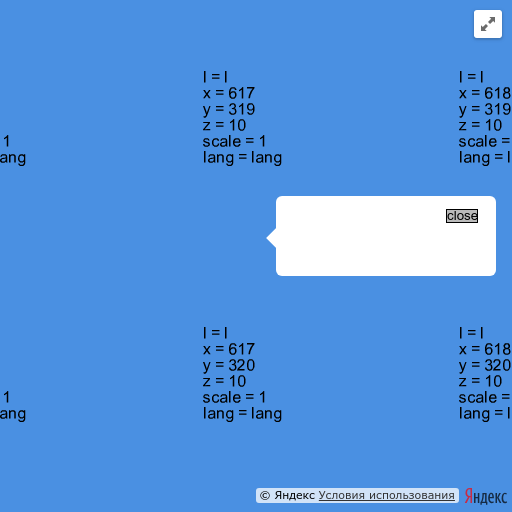 l = l
x = 617
y = 319
z = 10
scale = 1
lang = lang
l = l
x = 618
y = 319
z = 10
scale =
lang = l
1
ang
close
l = l
x = 617
y = 320
z = 10
scale = 1
lang = lang
l = l
x = 618
y = 320
z = 10
scale =
lang = l
1
ang
© Яндекс Условия использования
Яндекс